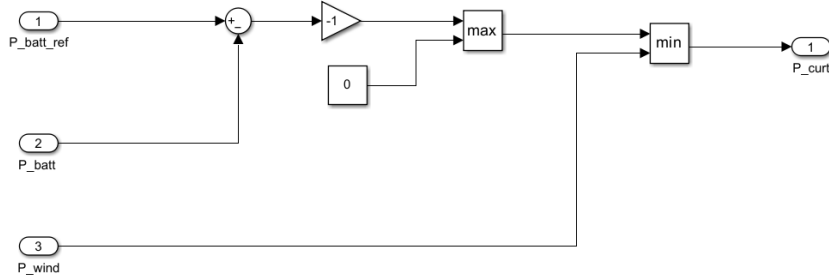 1
P_batt_ref
+
_
-1
max
0
min
1
P_curt
2
P_batt
3
P_wind